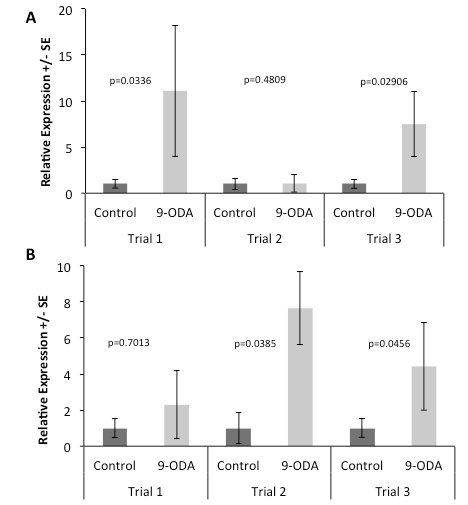 A
Relative Expression +/- SE
20
15
10
5
0
p=0.0336
p=0.4809
p=0.02906
Control 9-ODA Control 9-ODA Control 9-ODA
Trial 1 Trial 2 Trial 3
B
Relative Expression +/- SE
10
8
6
4
2
0
p=0.7013
p=0.0385
p=0.0456
Control 9-ODA Control 9-ODA Control 9-ODA
Trial 1 Trial 2 Trial 3